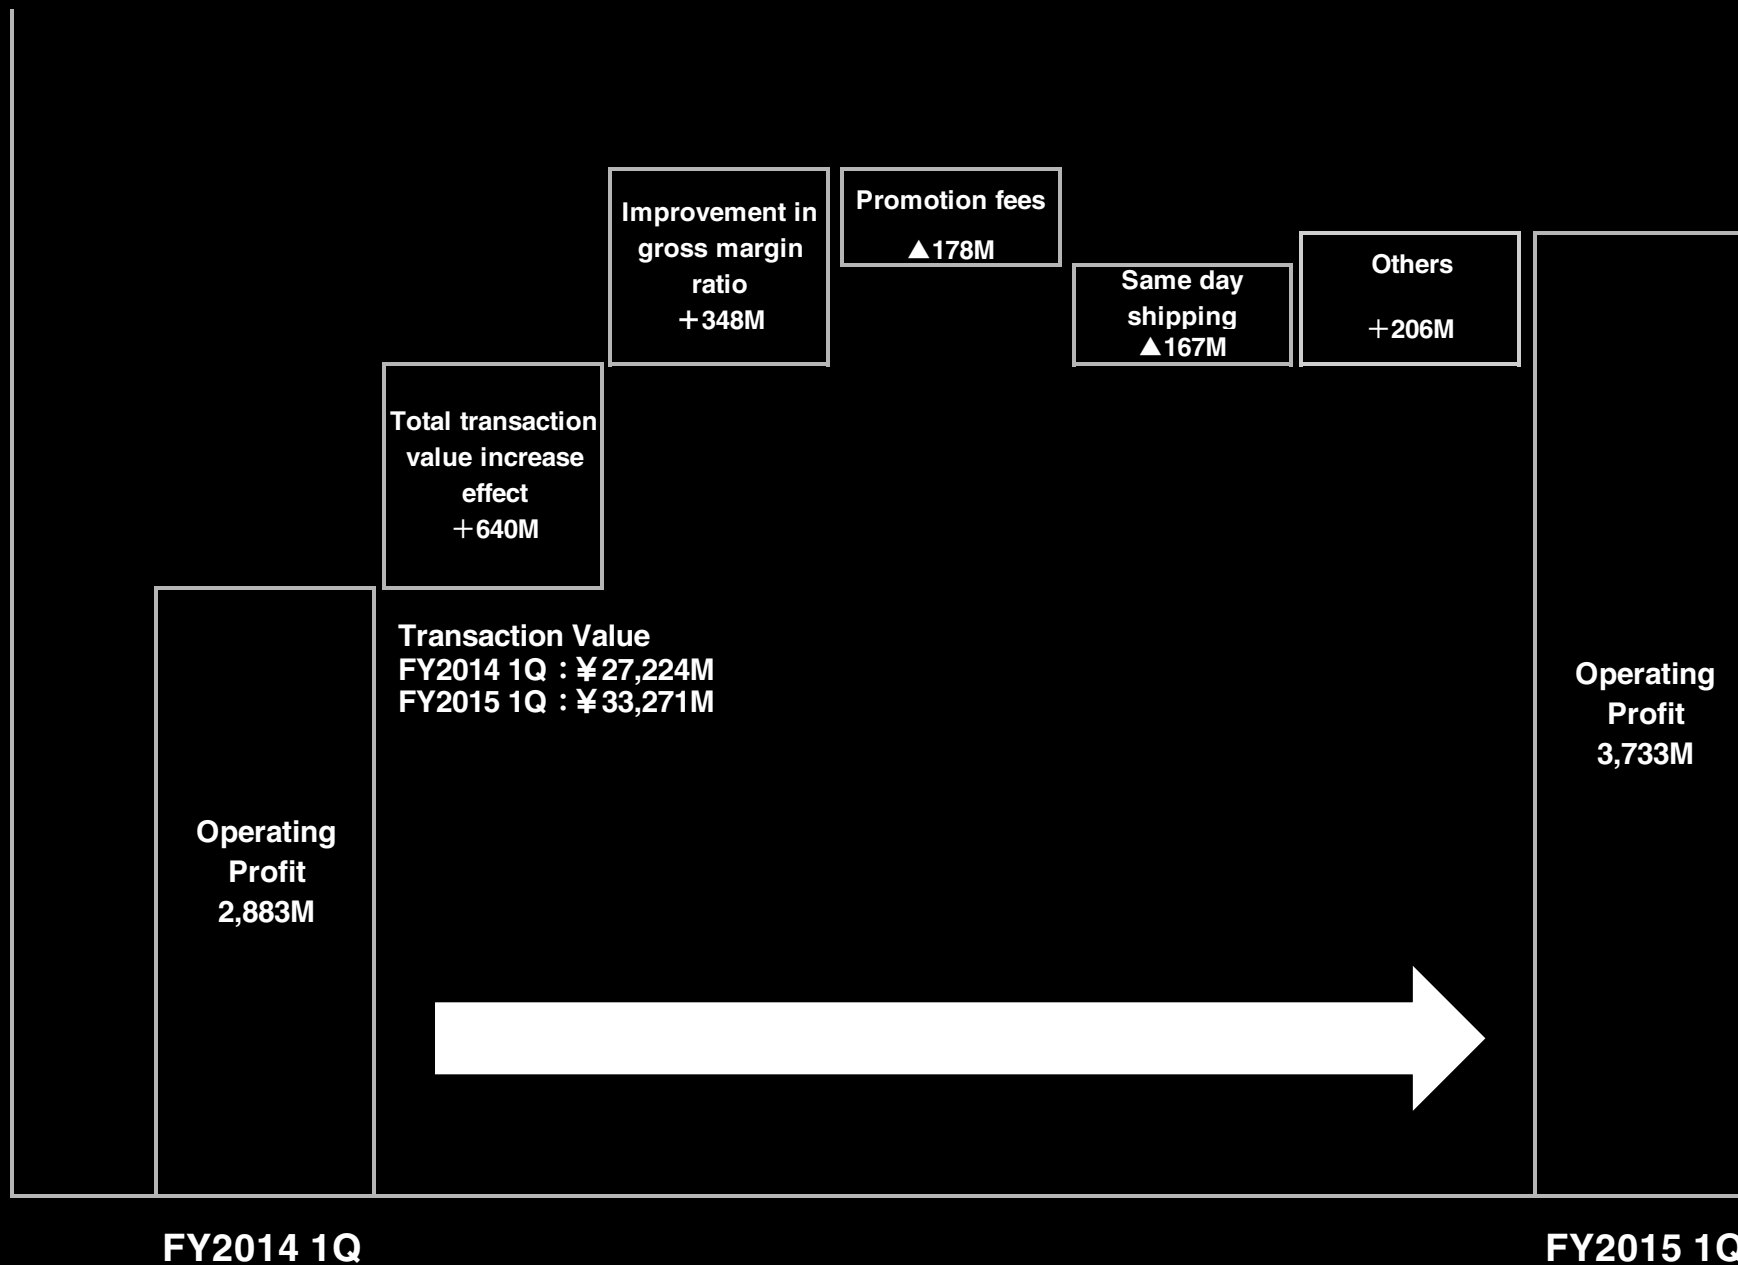 Improvement in
gross margin
ratio
＋348M
Promotion fees
▲178M
Same day
shipping
▲167M
Others
＋206M
Total transaction
value increase
effect
＋640M
Transaction Value
FY2014 1Q：¥27,224M
FY2015 1Q：¥33,271M
Operating
Profit
3,733M
Operating
Profit
2,883M
FY2014 1Q
FY2015 1Q